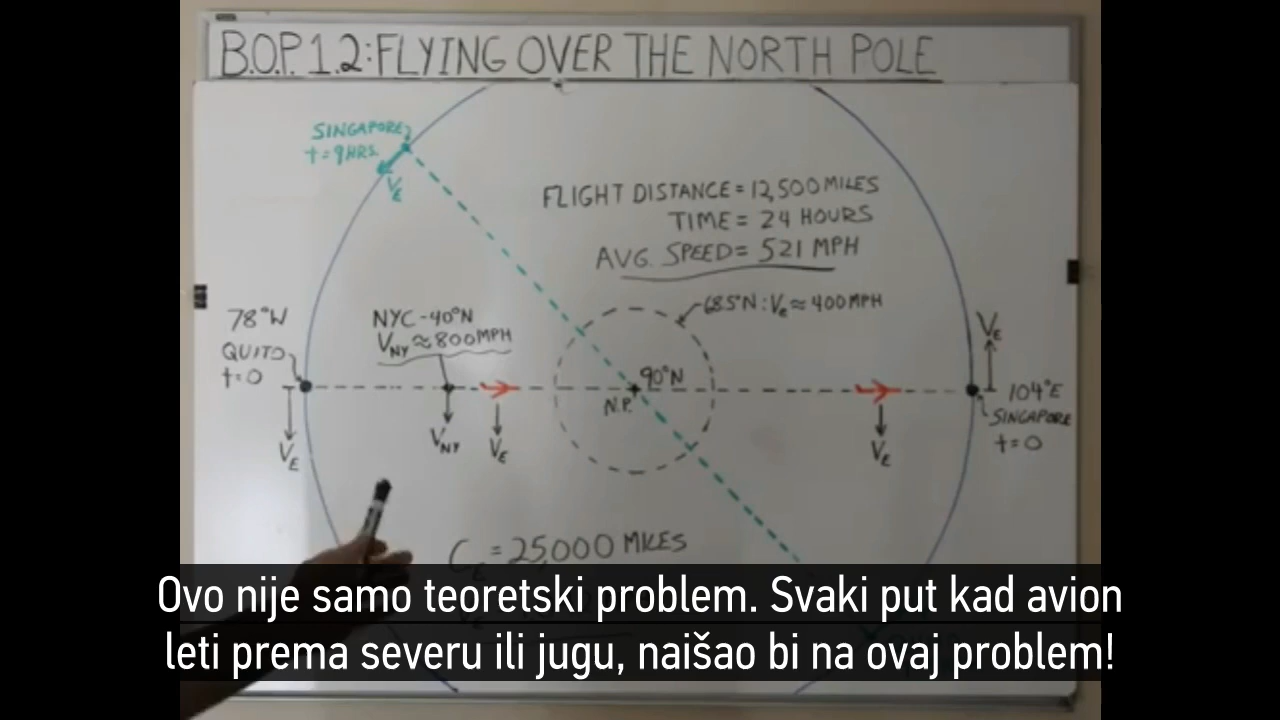 B.O.P. 1.2: FLYING OVER THE NORTH POLE
SINGAPORE
t = 9 HRS.
VE
FLIGHT DISTANCE = 12,500 MILES
TIME = 24 HOURS
AVG. SPEED = 521 MPH
68.5°N: VE ≈ 400 MPH
78°W
QUITO
t = 0
VE
NYC - 40°N
VNY ≈ 800 MPH
VNY
VE
90°N
N.P.
VE
VE
104°E
SINGAPORE
t = 0
CE = 25,000 MILES
Ovo nije samo teoretski problem. Svaki put kad avion
leti prema severu ili jugu, naišao bi na ovaj problem!